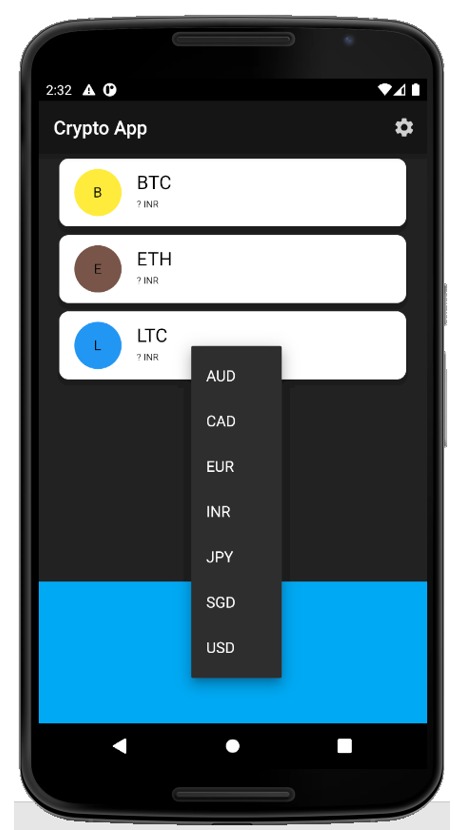 2:32
Crypto App
B
BTC
? INR
E
ETH
? INR
L
LTC
? INR
AUD
CAD
EUR
INR
JPY
SGD
USD